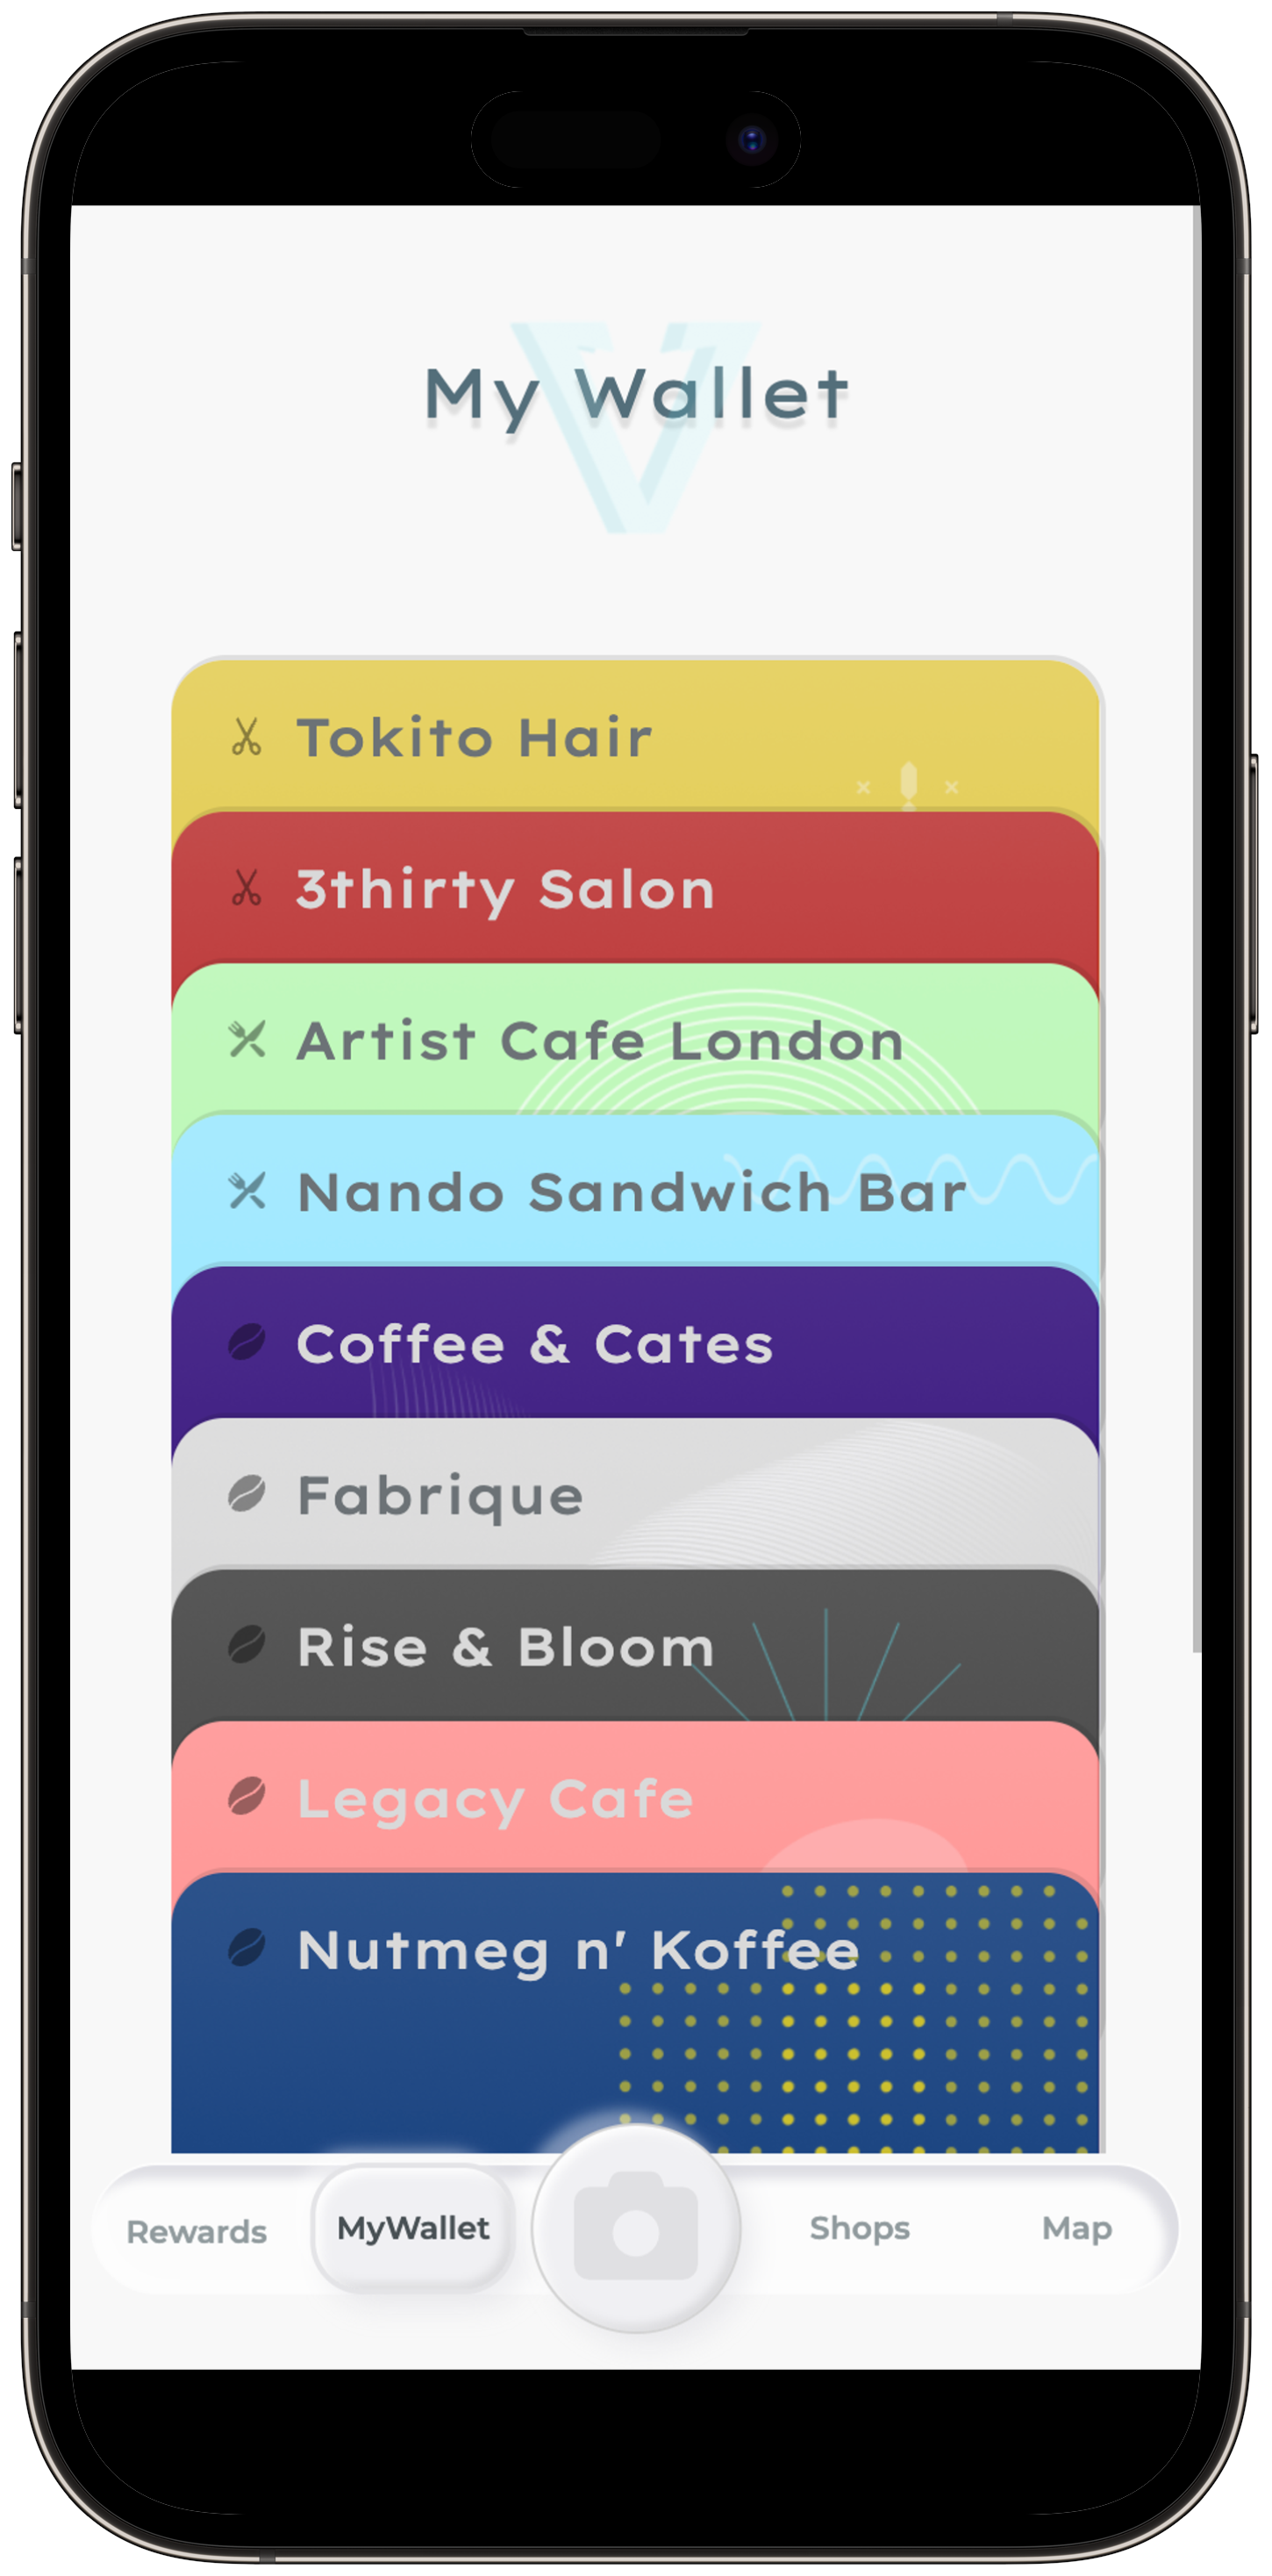 My Wallet
Tokito Hair
3thirty Salon
Artist Cafe London
Nando Sandwich Bar
Coffee & Cates
Fabrique
Rise & Bloom
Legacy Cafe
Nutmeg n' Koffee
Rewards
MyWallet
Shops
Map